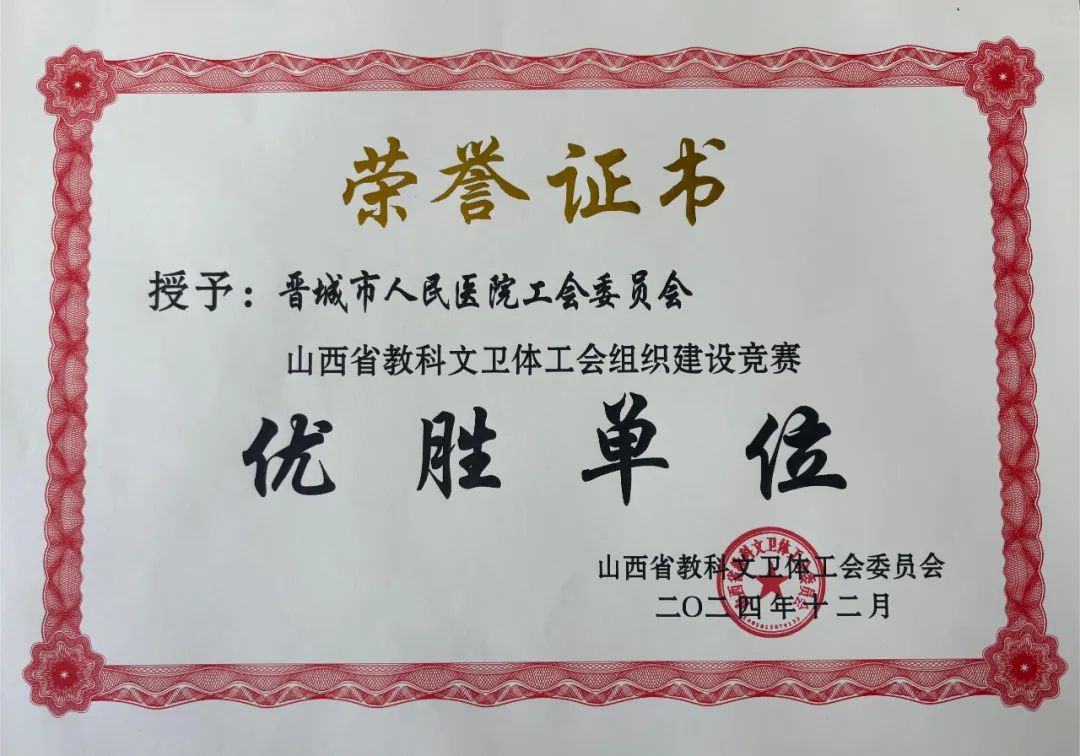 荣誉证书
授予：晋城市人民医院工会委员会
山西省教科文卫体工会组织建设竞赛
优胜单位
山西省教科文卫体工会委员会
二〇二四年十二月